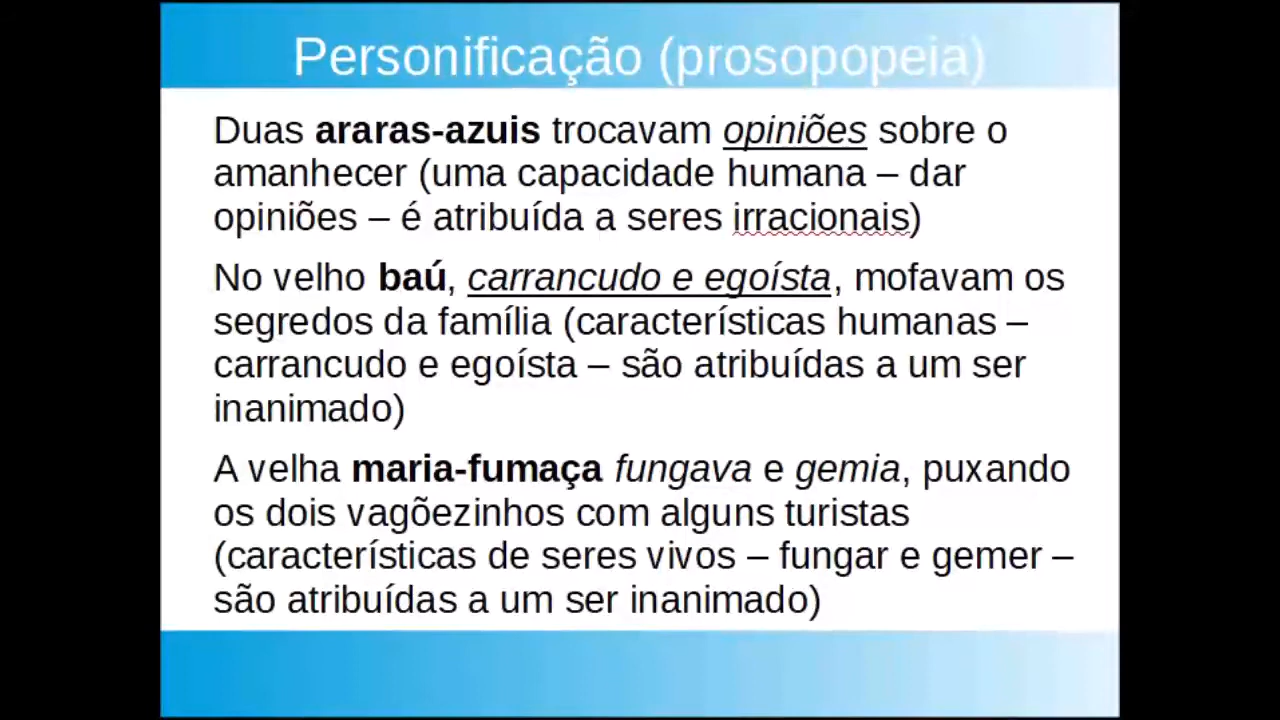 Personificação (prosopopeia)
Duas araras-azuis trocavam opiniões sobre o
amanhecer (uma capacidade humana – dar
opiniões – é atribuída a seres irracionais)
No velho baú, carrancudo e egoísta, mofavam os
segredos da família (características humanas –
carrancudo e egoísta – são atribuídas a um ser
inanimado)
A velha maria-fumaça fungava e gemia, puxando
os dois vagõezinhos com alguns turistas
(características de seres vivos – fungar e gemer –
são atribuídas a um ser inanimado)